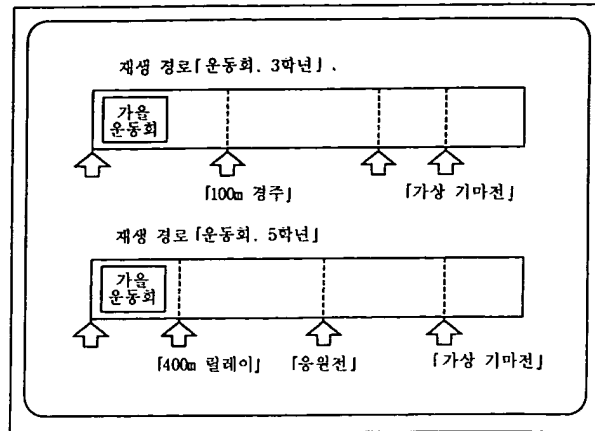 재생 경로「운동회. 3학년」.
가을
운동회
「100m 경주」
「가상 기마전」
재생 경로「운동회. 5학년」
가을
운동회
「400m 릴레이」
「응원전」
「가상 기마전」